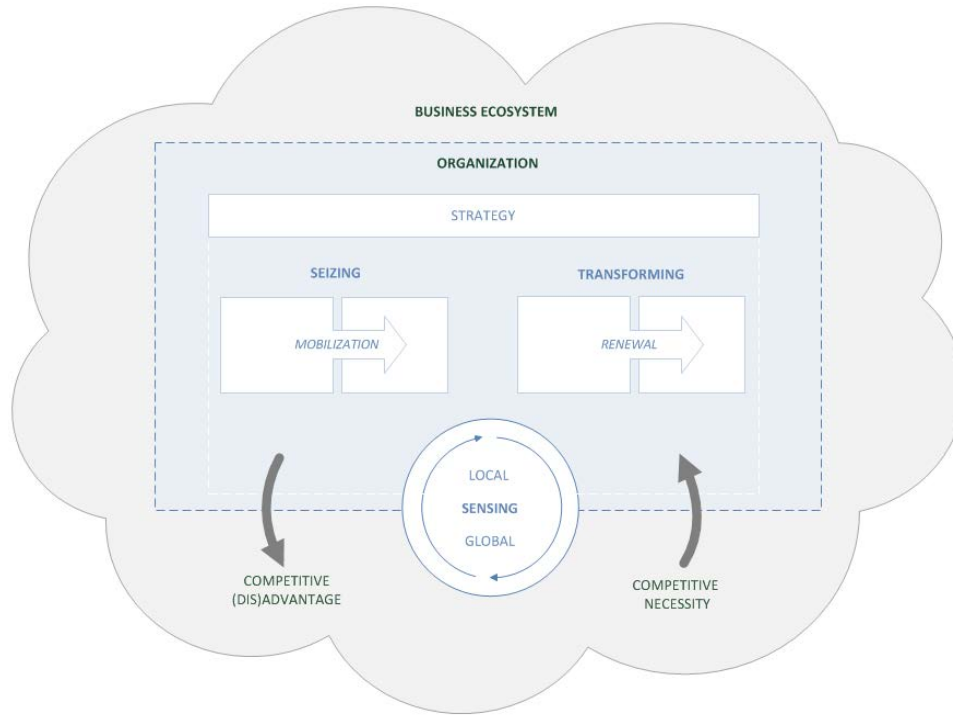 BUSINESS ECOSYSTEM
ORGANIZATION
STRATEGY
SEIZING
MOBILIZATION
TRANSFORMING
RENEWAL
LOCAL
SENSING
GLOBAL
COMPETITIVE
(DIS)ADVANTAGE
COMPETITIVE
NECESSITY